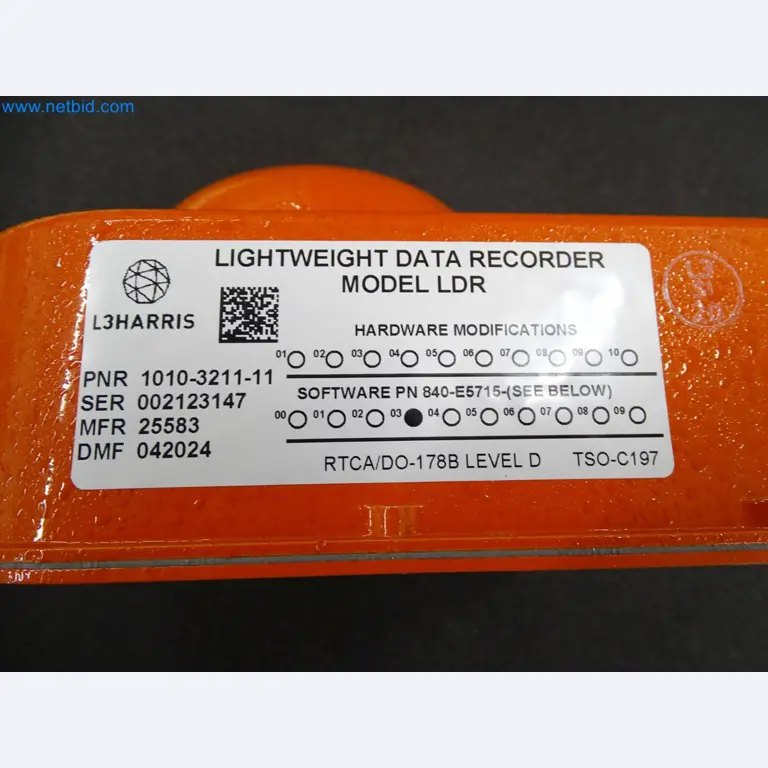 www.netbid.com
LIGHTWEIGHT DATA RECORDER
MODEL LDR
L3HARRIS
HARDWARE MODIFICATIONS
01 02 03 04 05 06 07 08 09 10
PNR 1010-3211-11
SOFTWARE PN 840-E5715-(SEE BELOW)
SER 002123147
00 01 02 03 04 05 06 07 08 09
MFR 25583
DMF 042024
RTCA/DO-178B LEVEL D TSO-C197